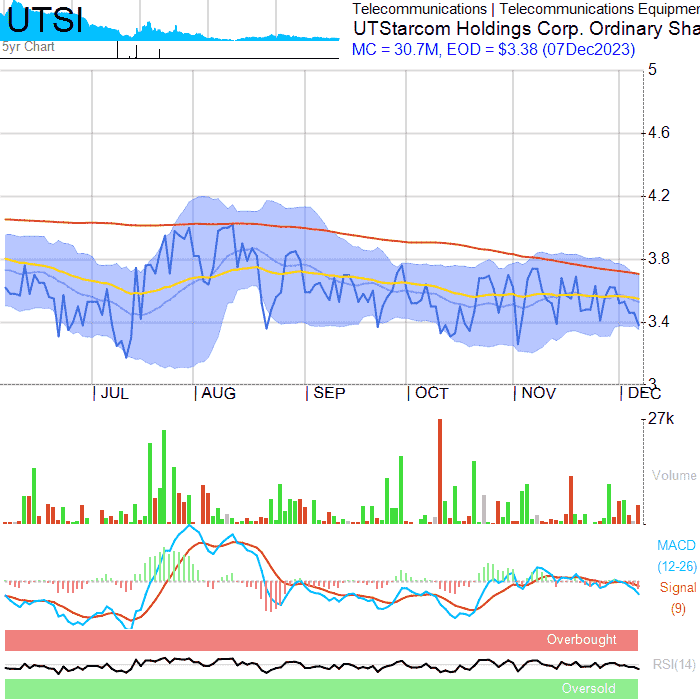 UTSI
5yr Chart
Telecommunications | Telecommunications Equipmen
UTStarcom Holdings Corp. Ordinary Sha
MC = 30.7M, EOD = $3.38 (07Dec2023)
5
4.6
4.2
3.8
3.4
3
JUL AUG SEP OCT NOV DEC
27k
Volume
MACD
(12-26)
Signal
(9)
Overbought
RSI(14)
Oversold